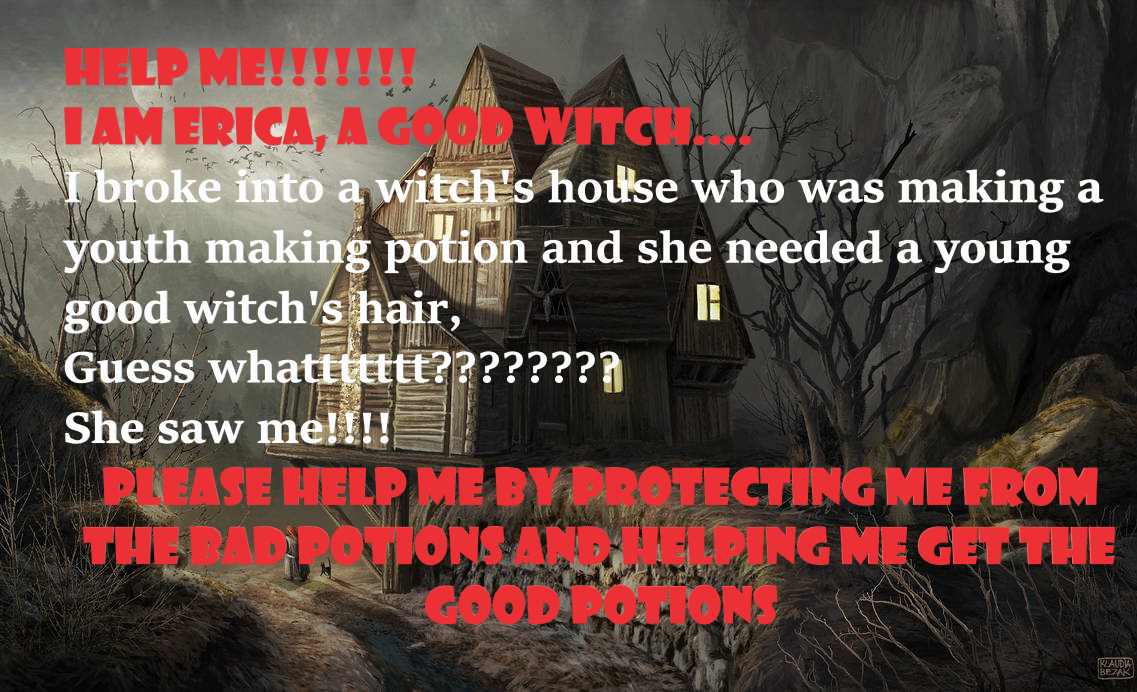 HELP ME!!!!!!!
I AM ERICA, A GOOD WITCH....
I broke into a witch's house who was making a
youth making potion and she needed a young
good witch's hair,
Guess whattttttt????????
She saw me!!!!
PLEASE HELP ME BY PROTECTING ME FROM
THE BAD POTIONS AND HELPING ME GET THE
GOOD POTIONS
KLAUDIA
BEZAK